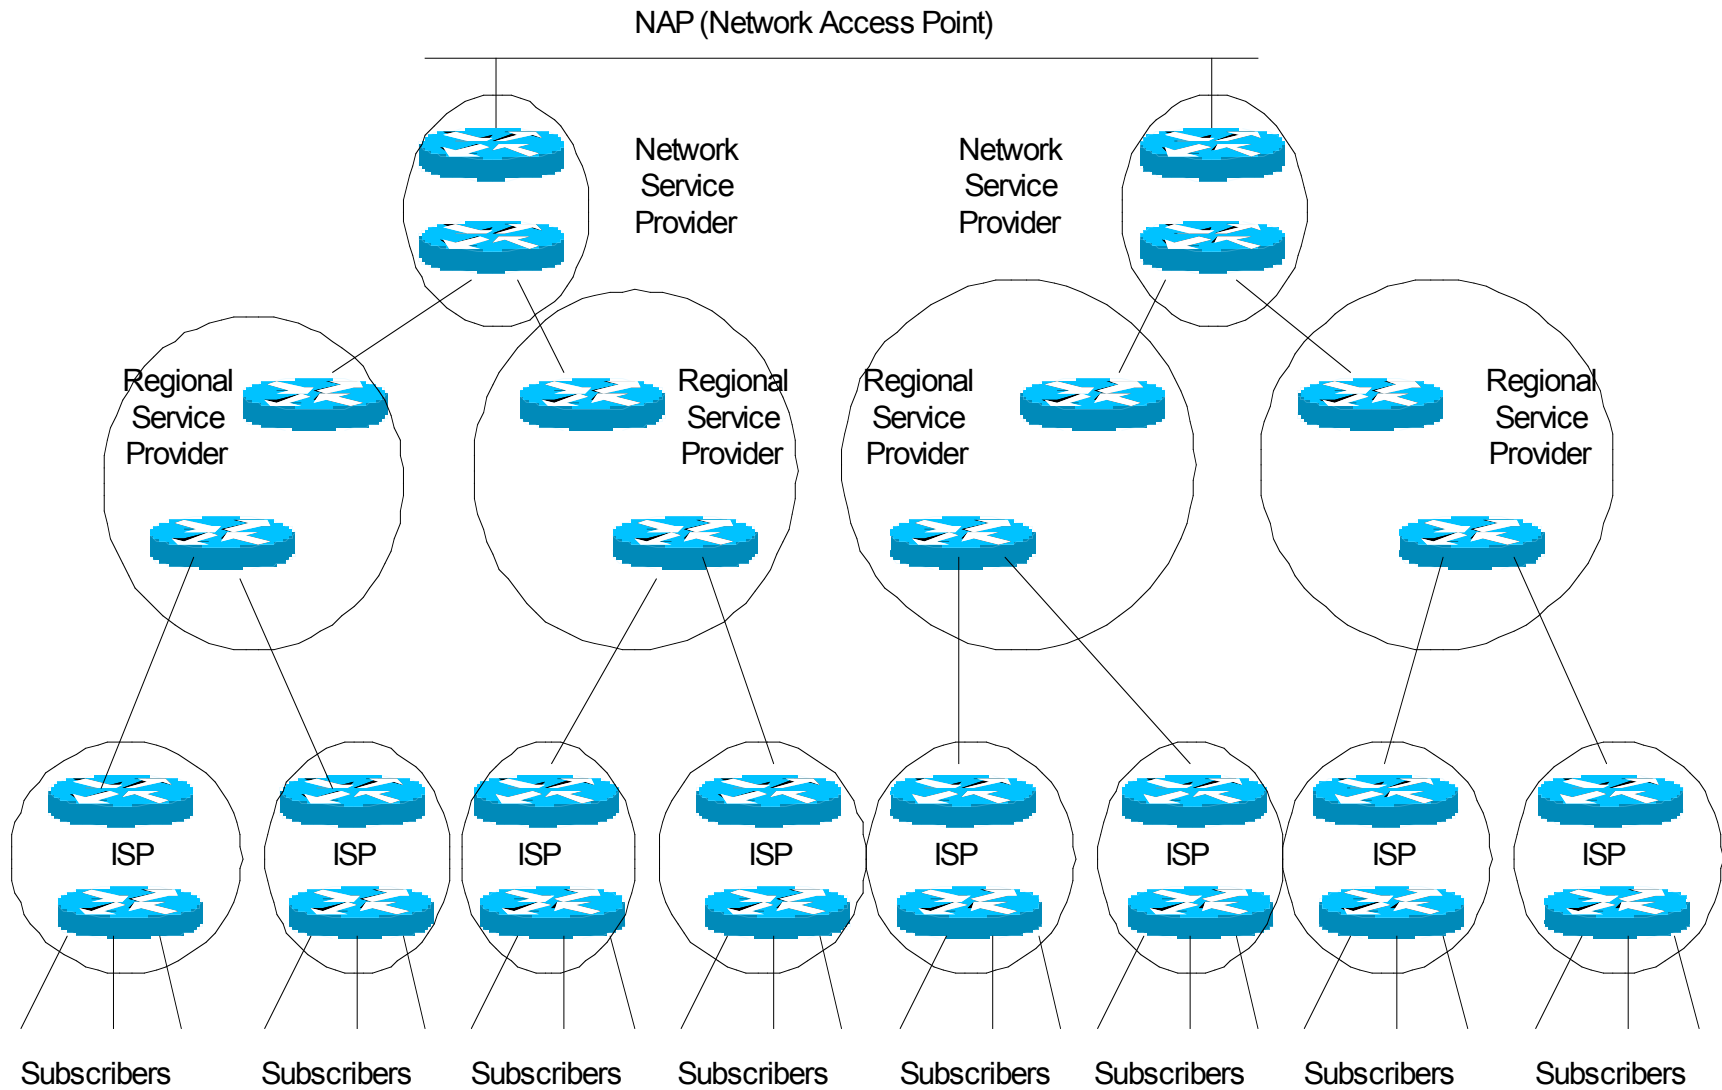 NAP (Network Access Point)
Network
Service
Provider
Network
Service
Provider
Regional
Service
Provider
Regional
Service
Provider
Regional
Service
Provider
Regional
Service
Provider
ISP
ISP
ISP
ISP
ISP
ISP
ISP
ISP
Subscribers
Subscribers
Subscribers
Subscribers
Subscribers
Subscribers
Subscribers
Subscribers